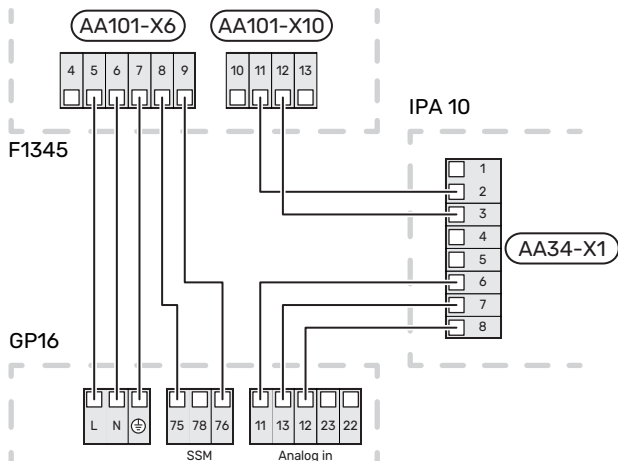 AA101-X6
AA101-X10
4 5 6 7 8 9
10 11 12 13
IPA 10
F1345
1
2
3
4
5
6
7
8
AA34-X1
GP16
L N
75 78 76
11 13 12 23 22
SSM
Analog in